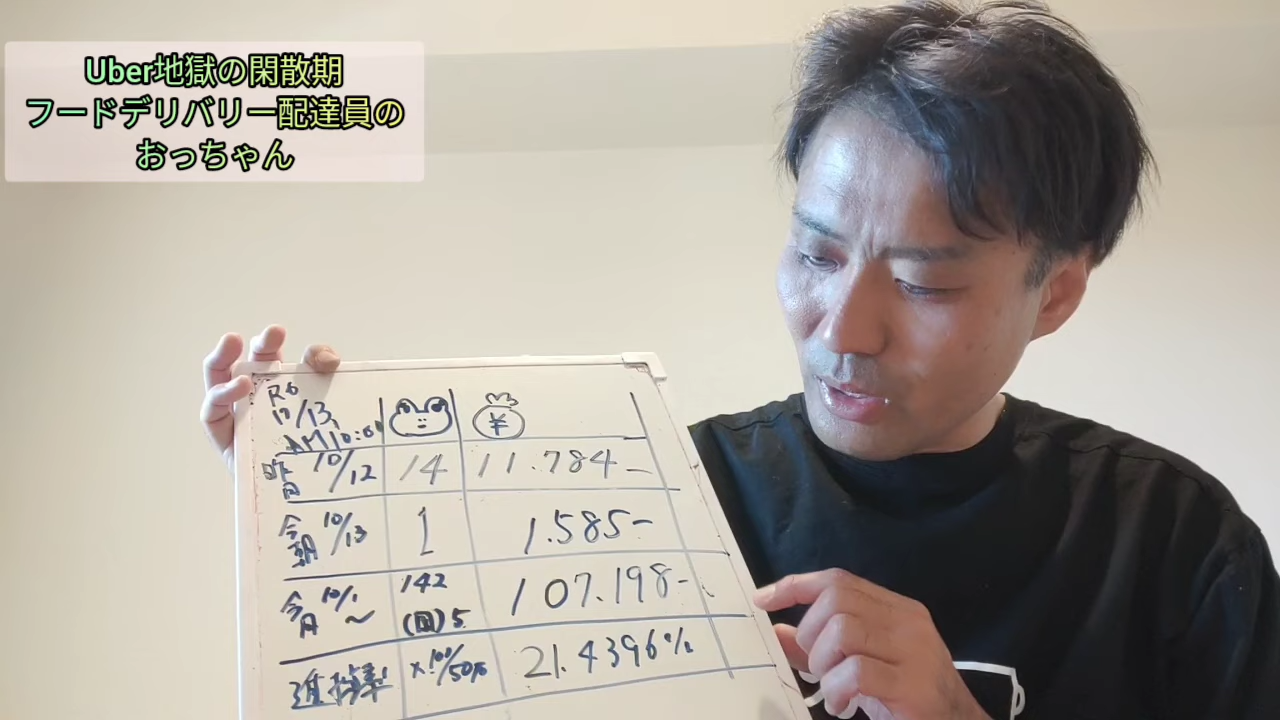 Uber地獄の閑散期
フードデリバリー配達員の
おっちゃん
R6
10/13,
AM10:01
¥
昨日 10/12 14 11.784-
今朝 10/13 1 1.585-
今月 10/1〜 142 (回)5 107.198-
進捗率 21.4396%